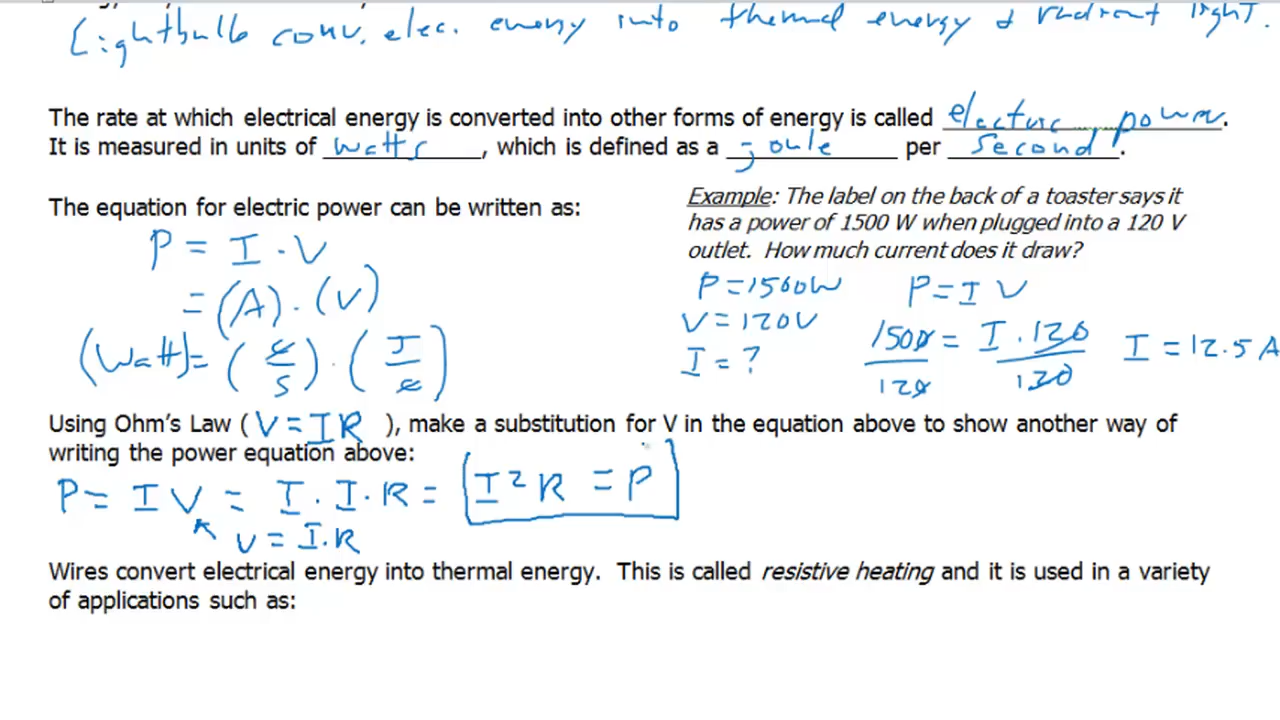 Lightbulb conv. elec. energy into thermal energy & radiant light.
The rate at which electrical energy is converted into other forms of energy is called electric power.
It is measured in units of watts, which is defined as a joule per second.
The equation for electric power can be written as:
P = I · V
= (A) · (V)
(Watt) = (C/S) · (J/C)
Example: The label on the back of a toaster says it
has a power of 1500 W when plugged into a 120 V
outlet. How much current does it draw?
P = 1500W
V = 120V
I = ?
P = I V
1500/120 = I · 120/120
I = 12.5 A
Using Ohm's Law ( V = IR ), make a substitution for V in the equation above to show another way of
writing the power equation above:
P = I V = I · I · R = I²R = P
V = I·R
Wires convert electrical energy into thermal energy. This is called resistive heating and it is used in a variety
of applications such as: